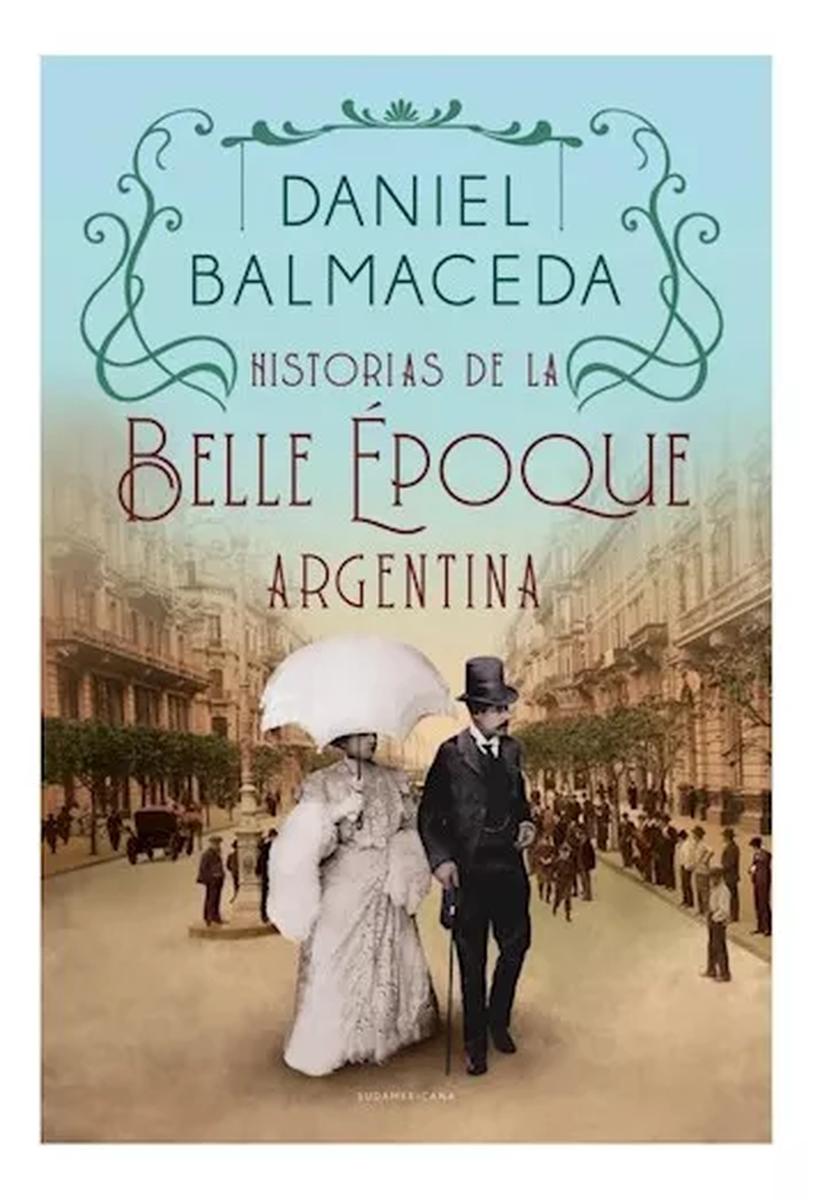 DANIEL
BALMACEDA
HISTORIAS DE LA
BELLE ÉPOQUE
ARGENTINA
SUDAMERICANA